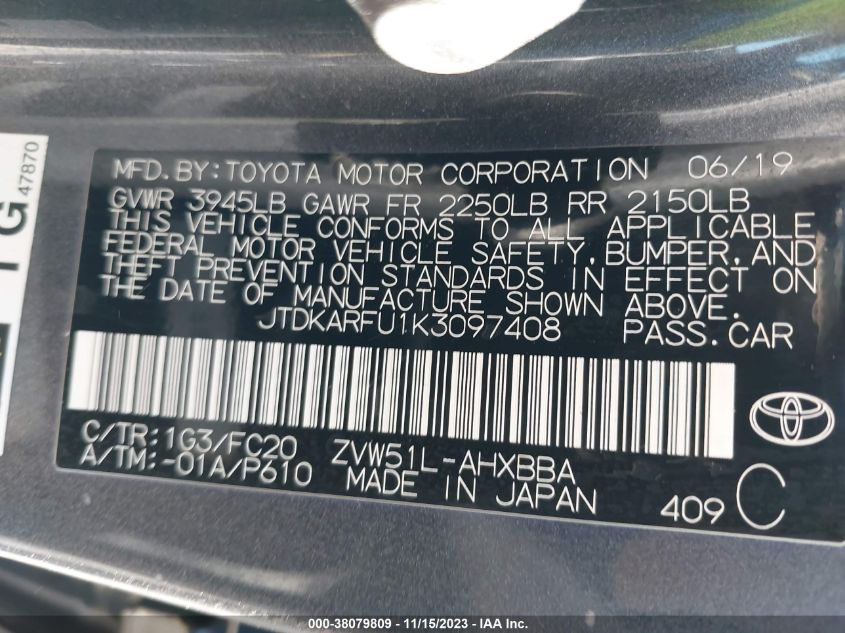 MFD.BY:TOYOTA MOTOR CORPORATION 06/19
GVWR 3945LB GAWR FR 2250LB RR 2150LB
THIS VEHICLE CONFORMS TO ALL APPLICABLE
FEDERAL MOTOR VEHICLE SAFETY,BUMPER,AND
THEFT PREVENTION STANDARDS IN EFFECT ON
THE DATE OF MANUFACTURE SHOWN ABOVE.
JTDKARFU1K3097408 PASS.CAR
C/TR:1G3/FC20 ZVW51L-AHXBBA
A/TM:-01A/P610 MADE IN JAPAN 409 C
47870
000-38079809 - 11/15/2023 - IAA Inc.